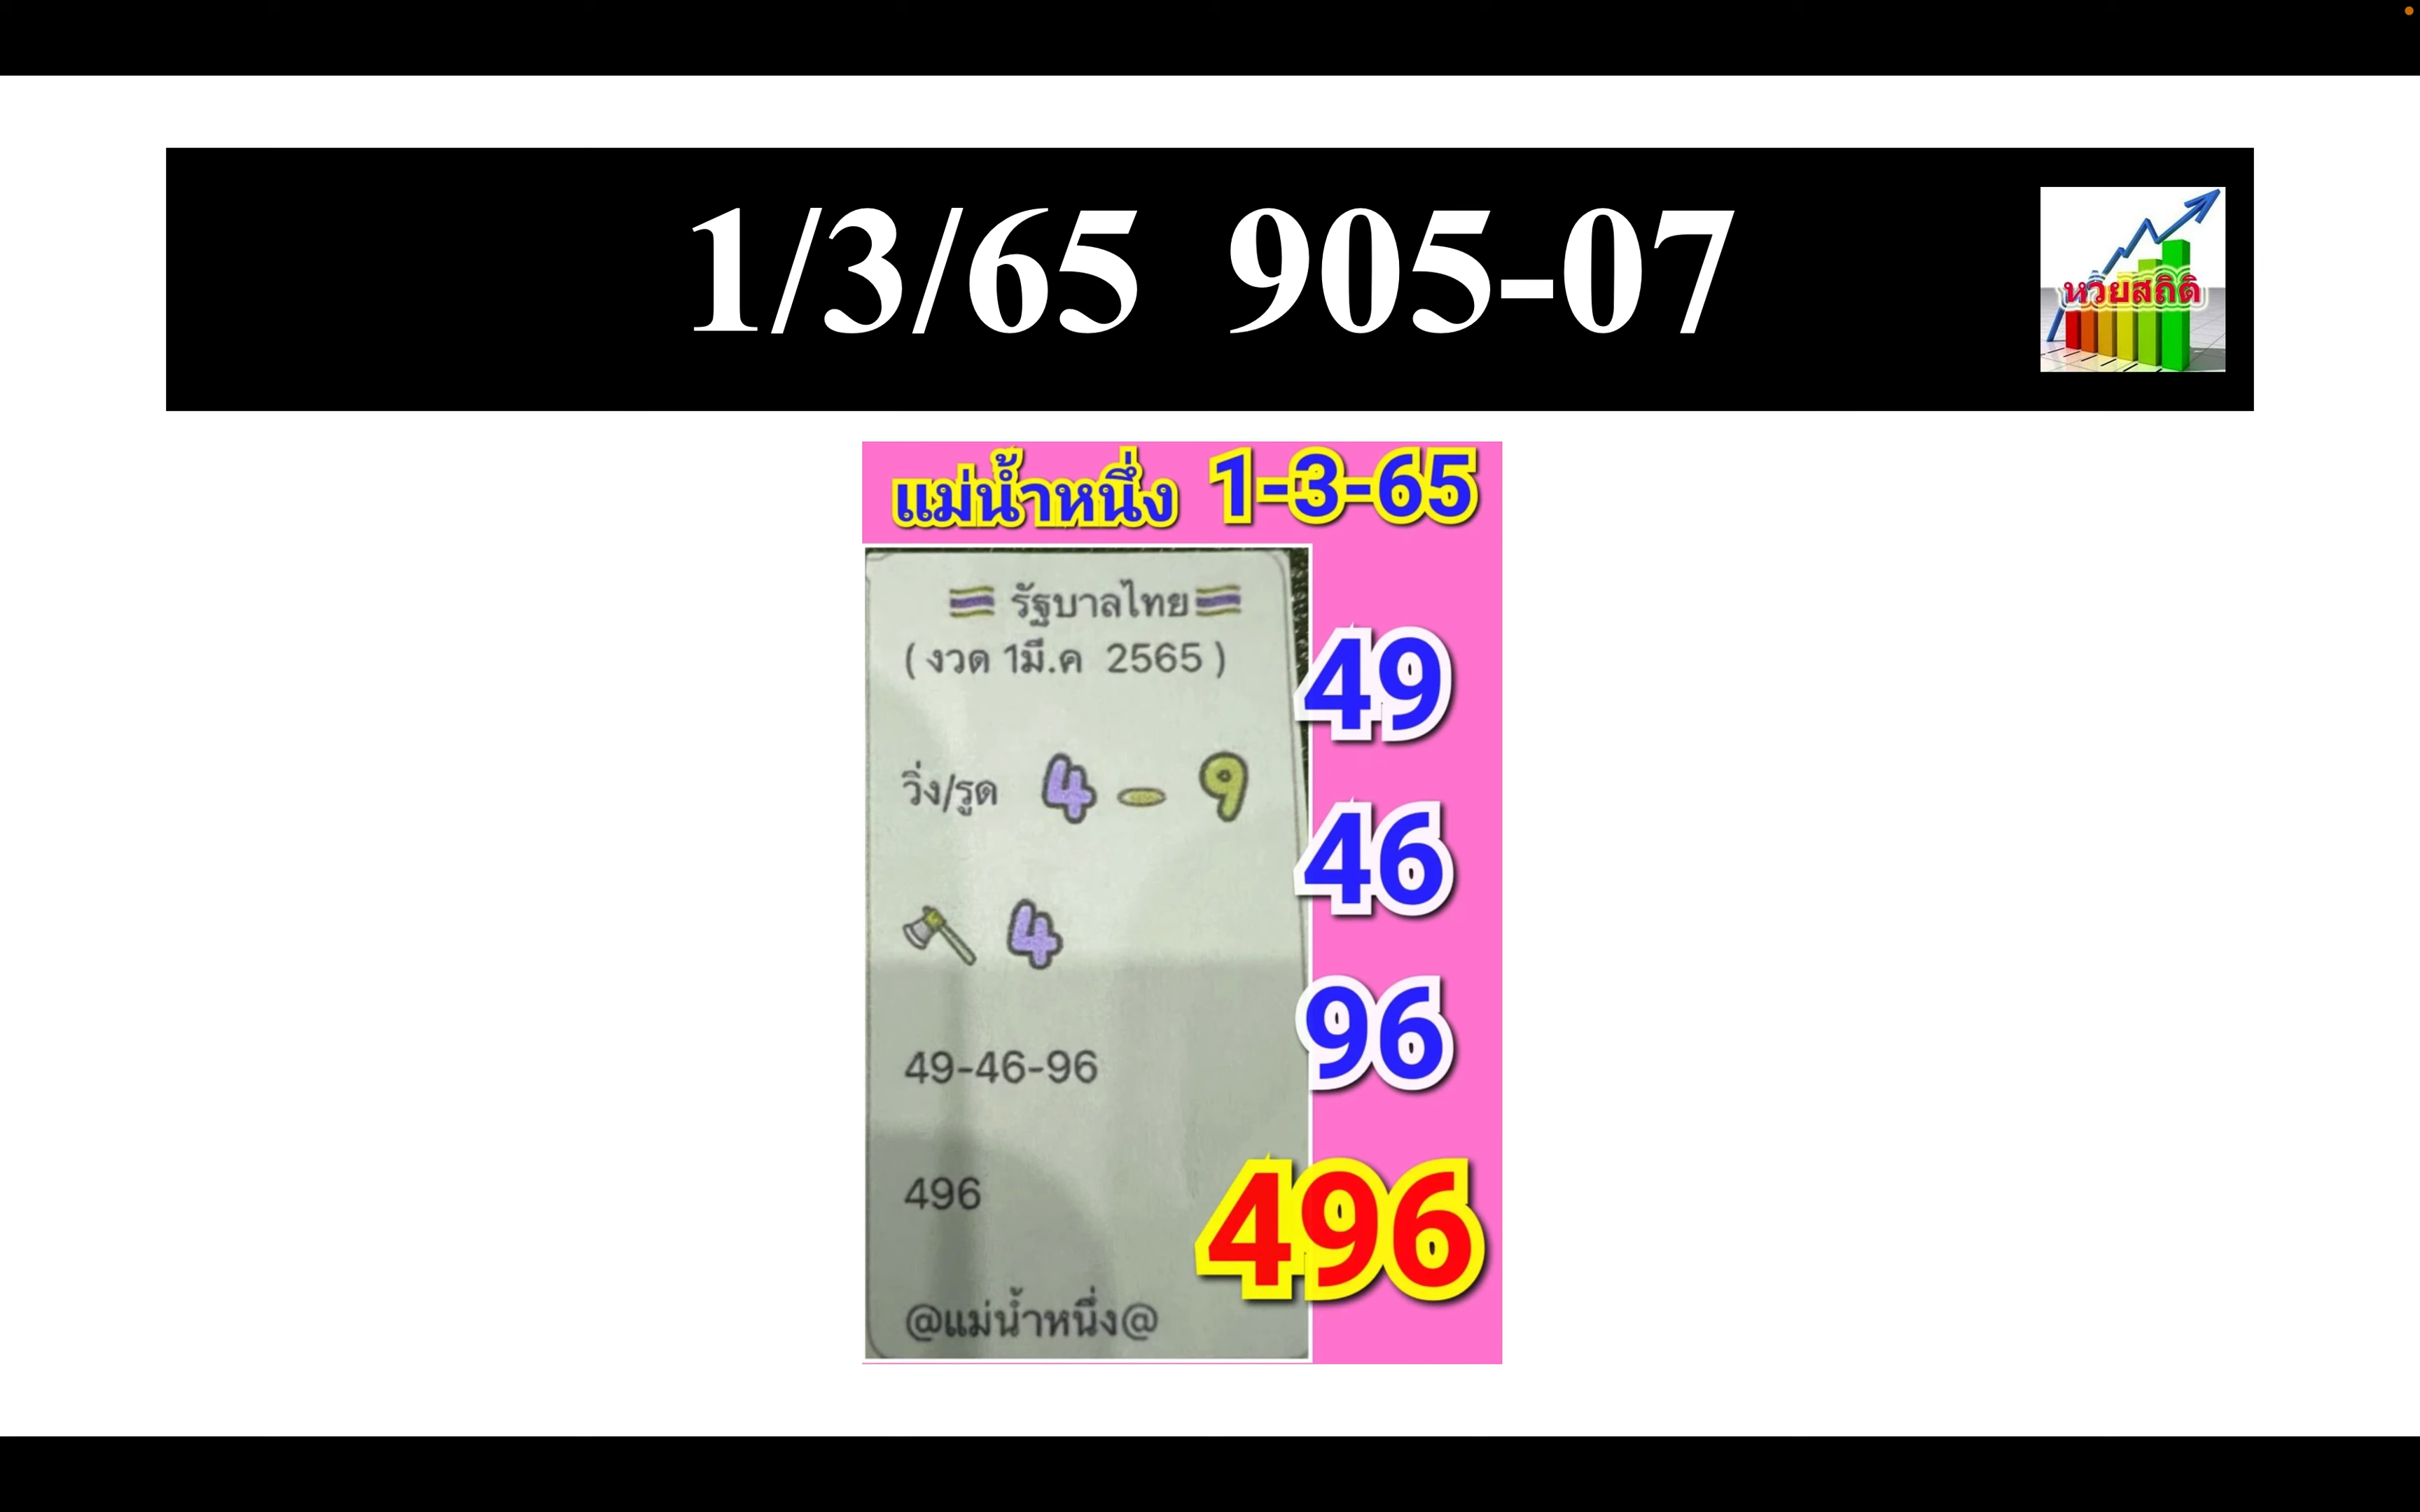 1/3/65 905-07
หวยสถิติ
แม่น้ำหนึ่ง 1-3-65
รัฐบาลไทย
( งวด 1มี.ค 2565 )
วิ่ง/รูด 4 - 9
4
49-46-96
496
@แม่น้ำหนึ่ง@
49
46
96
496